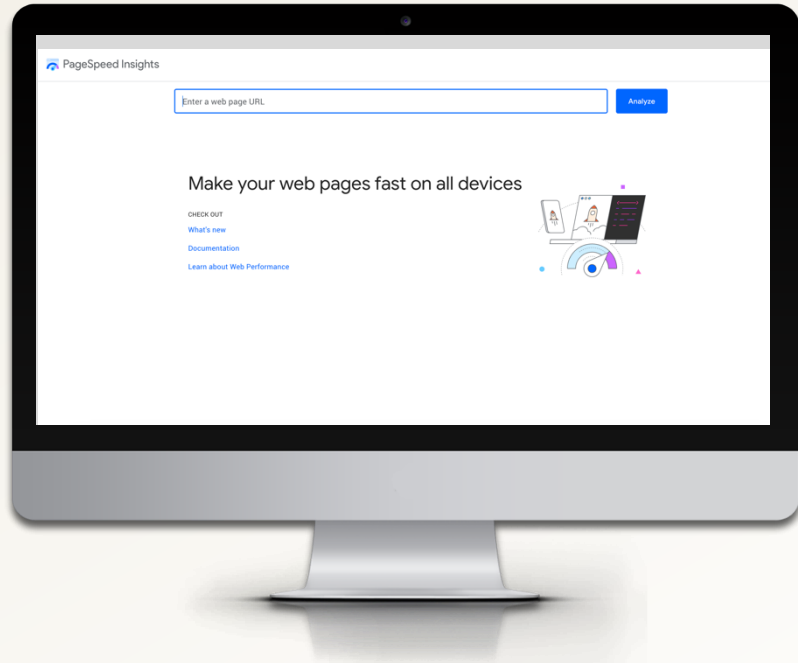 PageSpeed Insights
Enter a web page URL
Analyze
Make your web pages fast on all devices
CHECK OUT
What's new
Documentation
Learn about Web Performance